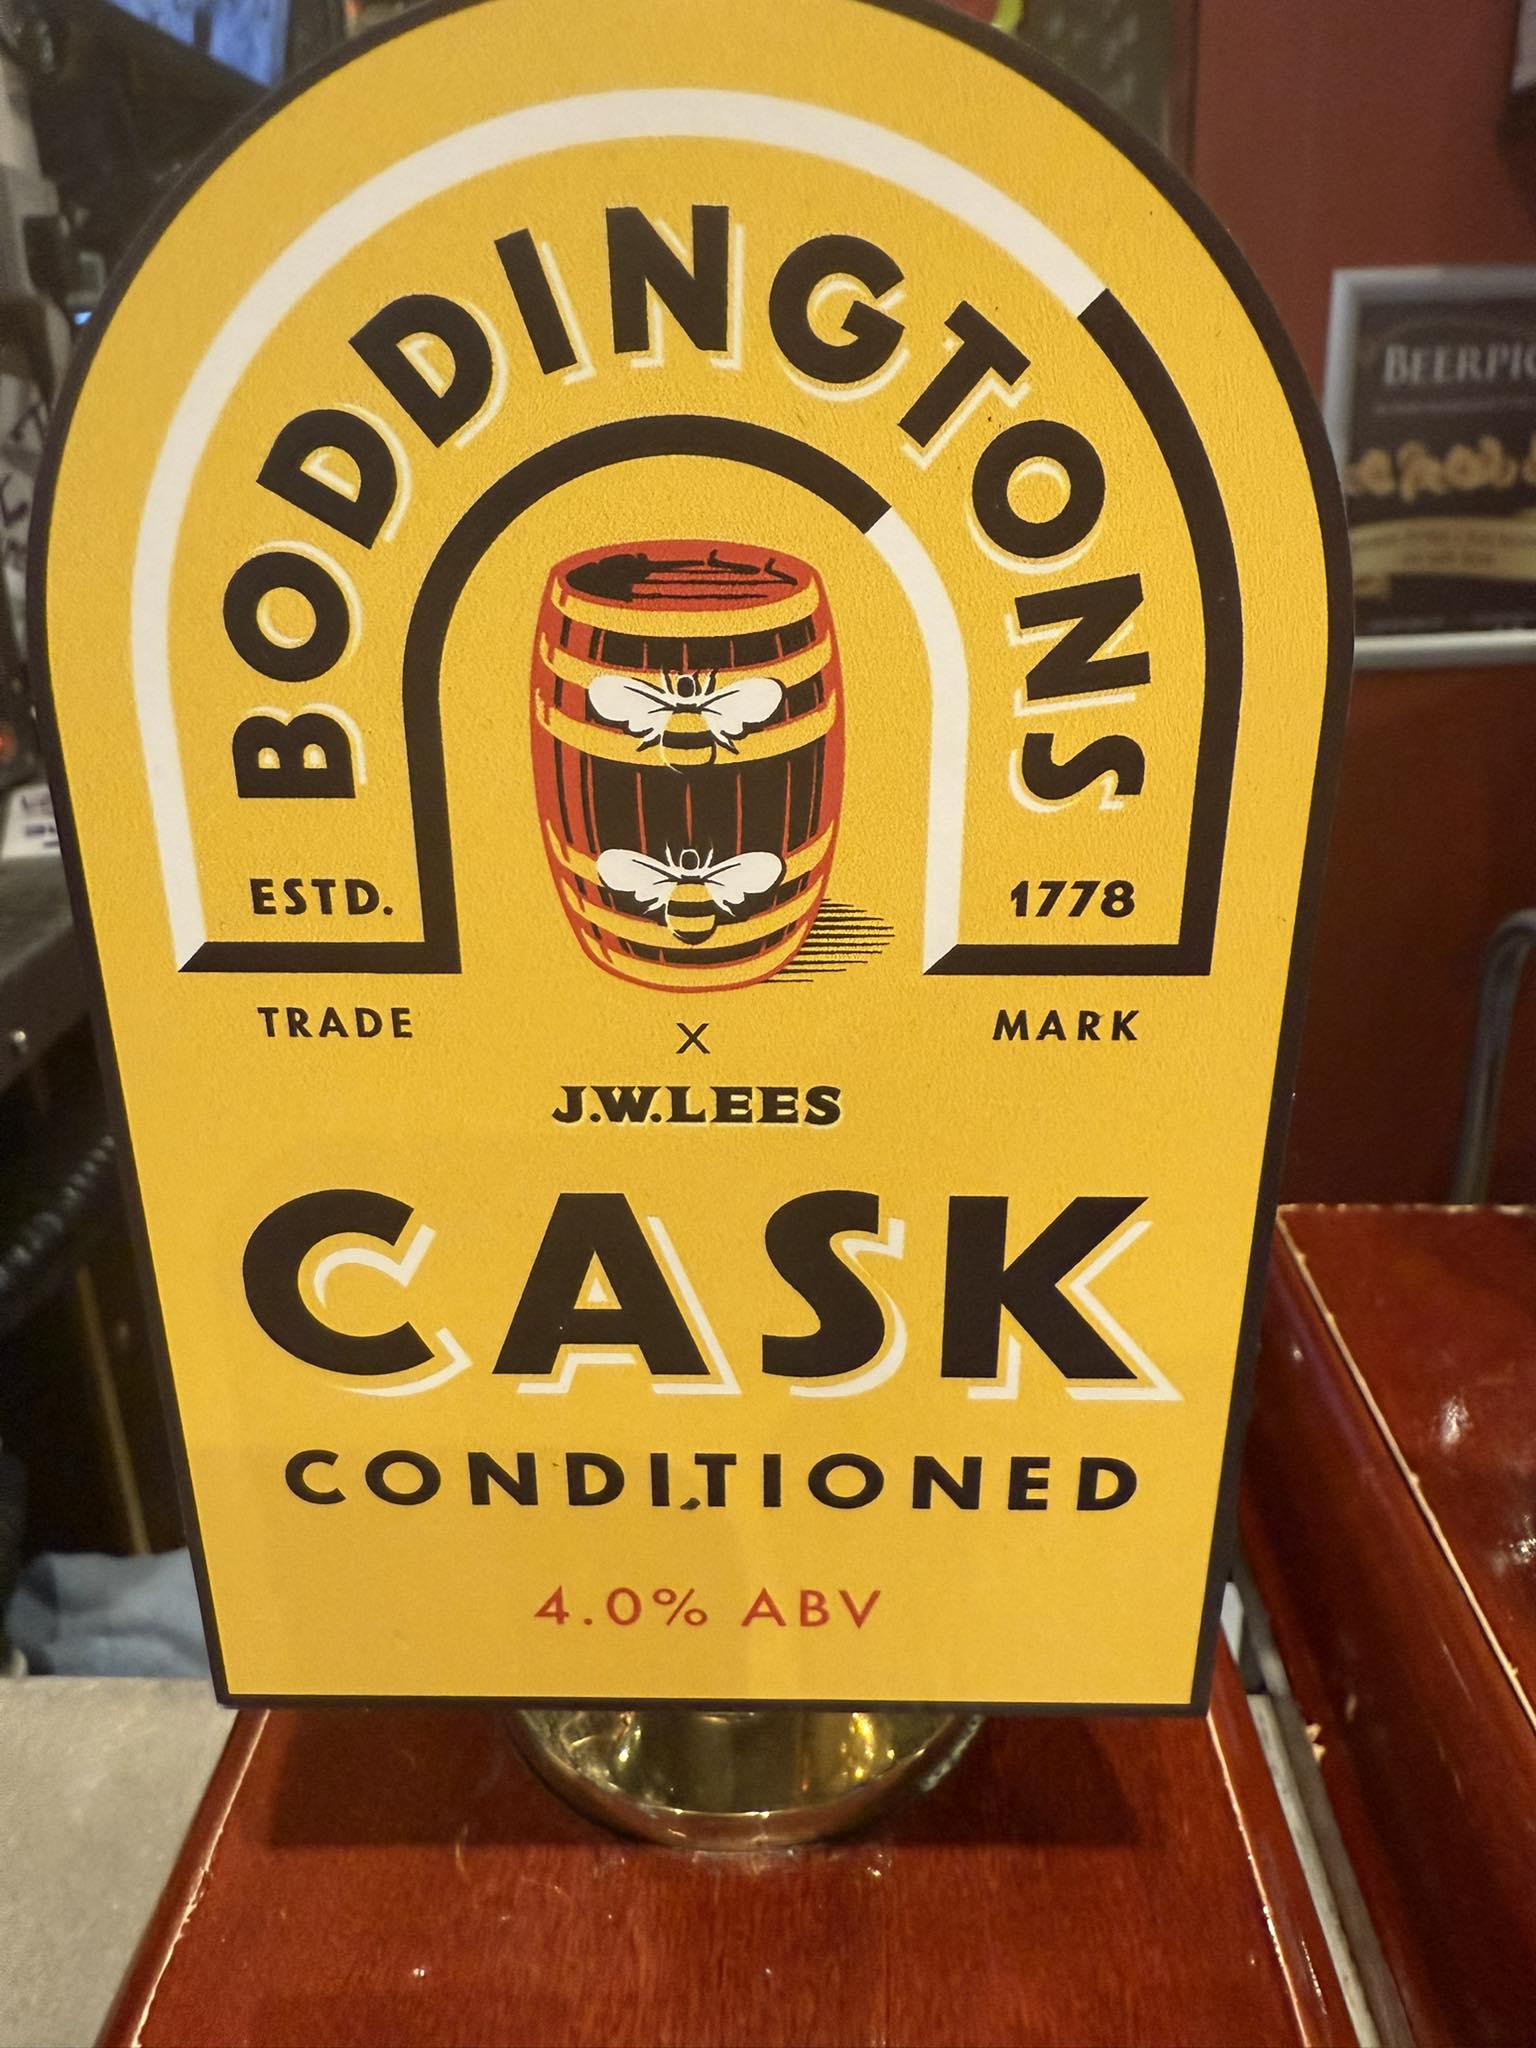 BODDINGTONS
ESTD. 1778
TRADE MARK
X
J.W.LEES
CASK
CONDITIONED
4.0% ABV